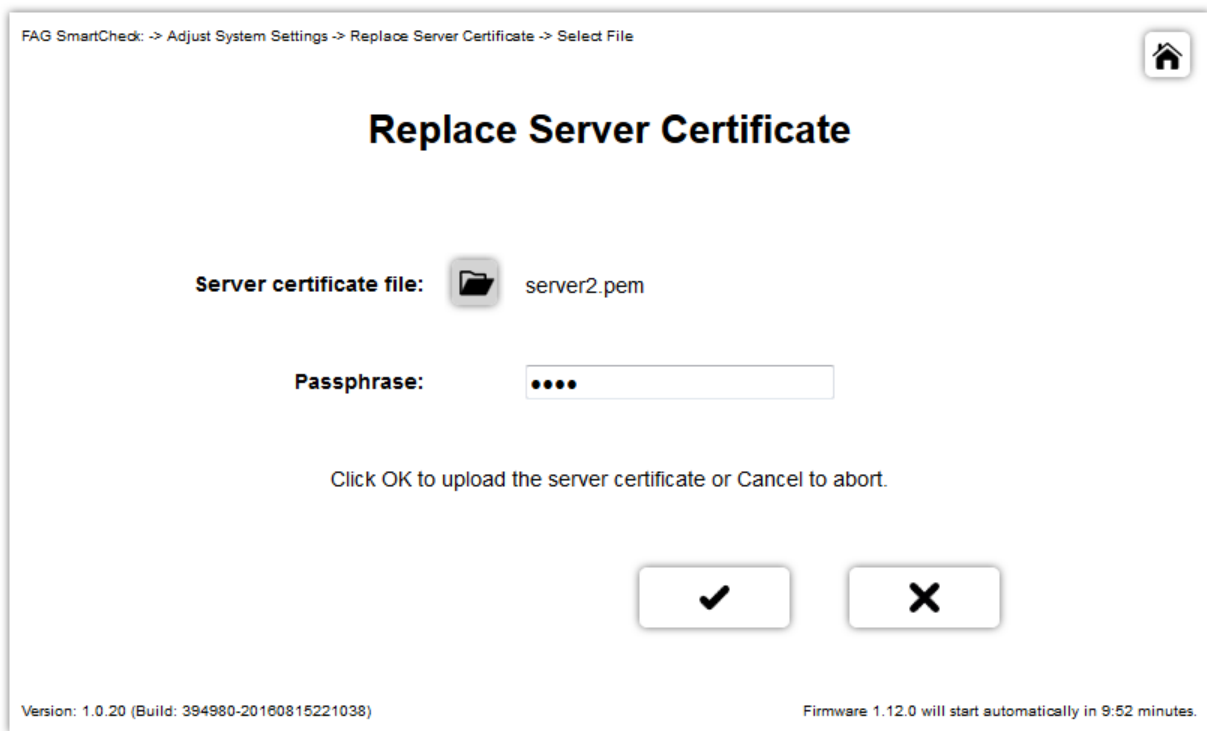 FAG SmartCheck: -> Adjust System Settings -> Replace Server Certificate -> Select File
Replace Server Certificate
Server certificate file: server2.pem
Passphrase: ••••
Click OK to upload the server certificate or Cancel to abort.
Version: 1.0.20 (Build: 394980-20160815221038) Firmware 1.12.0 will start automatically in 9:52 minutes.